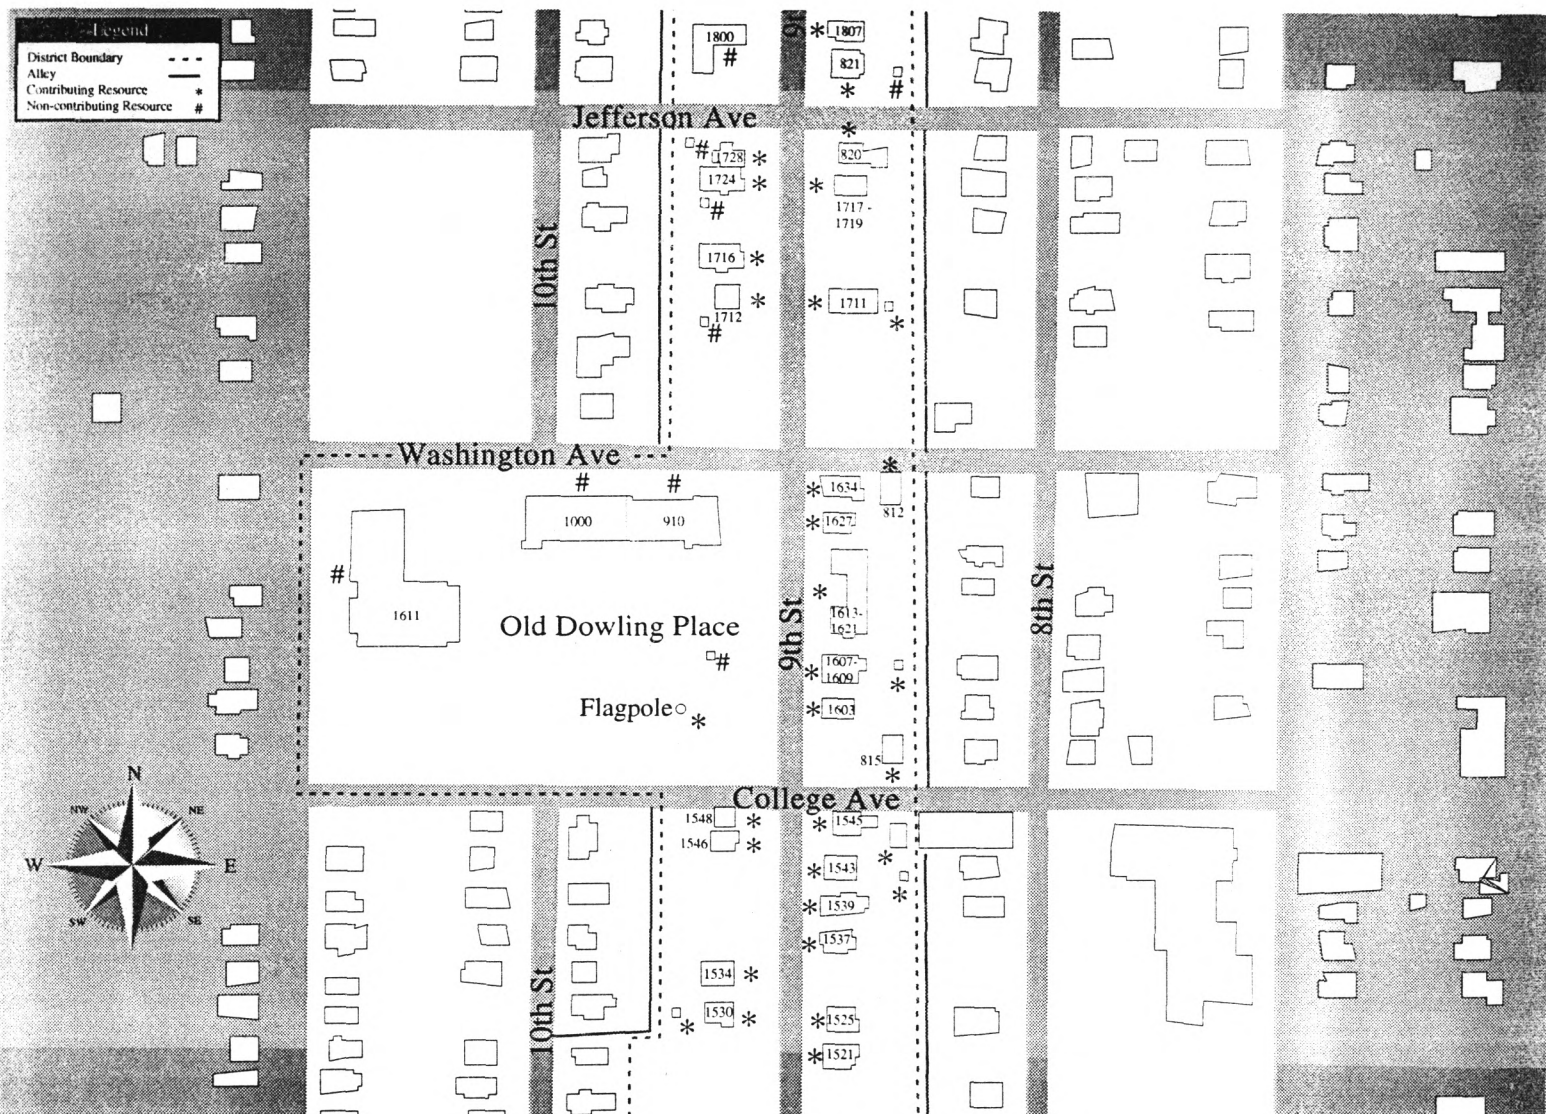 Legend
District Boundary - - - -
Alley
Contributing Resource *
Non-contributing Resource #
1800
#
9t
* 1807
821
*
#
Jefferson Ave
*
#
1728 *
820
1724 *
*
#
1717 -
1719
10th St
1716 *
1712 *
* 1711
#
*
Washington Ave
*
# #
* 1634
812
1000 910
* 1627
#
*
1611
1613-
1621
Old Dowling Place
9th St
8th St
#
* 1607-
1609
*
Flagpole *
* 1603
815
*
N
NW NE
W E
SW SE
College Ave
1548 *
* 1545
1546 *
*
* 1543
*
* 1539
* 1537
10th St
1534 *
1530 *
*
* 1525
* 1521